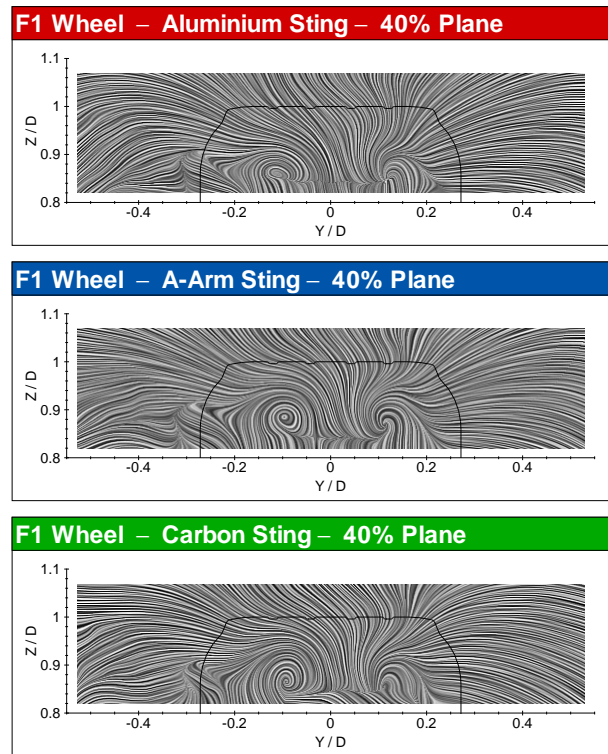 F1 Wheel – Aluminium Sting – 40% Plane
1.1
1
0.9
0.8
Z / D
-0.4 -0.2 0 0.2 0.4
Y / D
F1 Wheel – A-Arm Sting – 40% Plane
1.1
1
0.9
0.8
Z / D
-0.4 -0.2 0 0.2 0.4
Y / D
F1 Wheel – Carbon Sting – 40% Plane
1.1
1
0.9
0.8
Z / D
-0.4 -0.2 0 0.2 0.4
Y / D